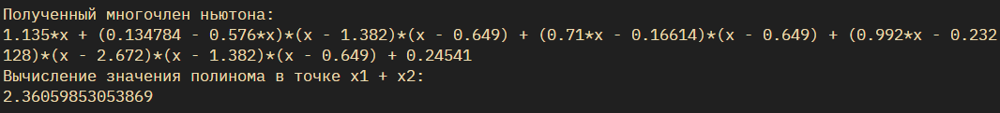 Полученный многочлен ньютона:
1.135*x + (0.134784 - 0.576*x)*(x - 1.382)*(x - 0.649) + (0.71*x - 0.16614)*(x - 0.649) + (0.992*x - 0.232
128)*(x - 2.672)*(x - 1.382)*(x - 0.649) + 0.24541
Вычисление значения полинома в точке x1 + x2:
2.36059853053869